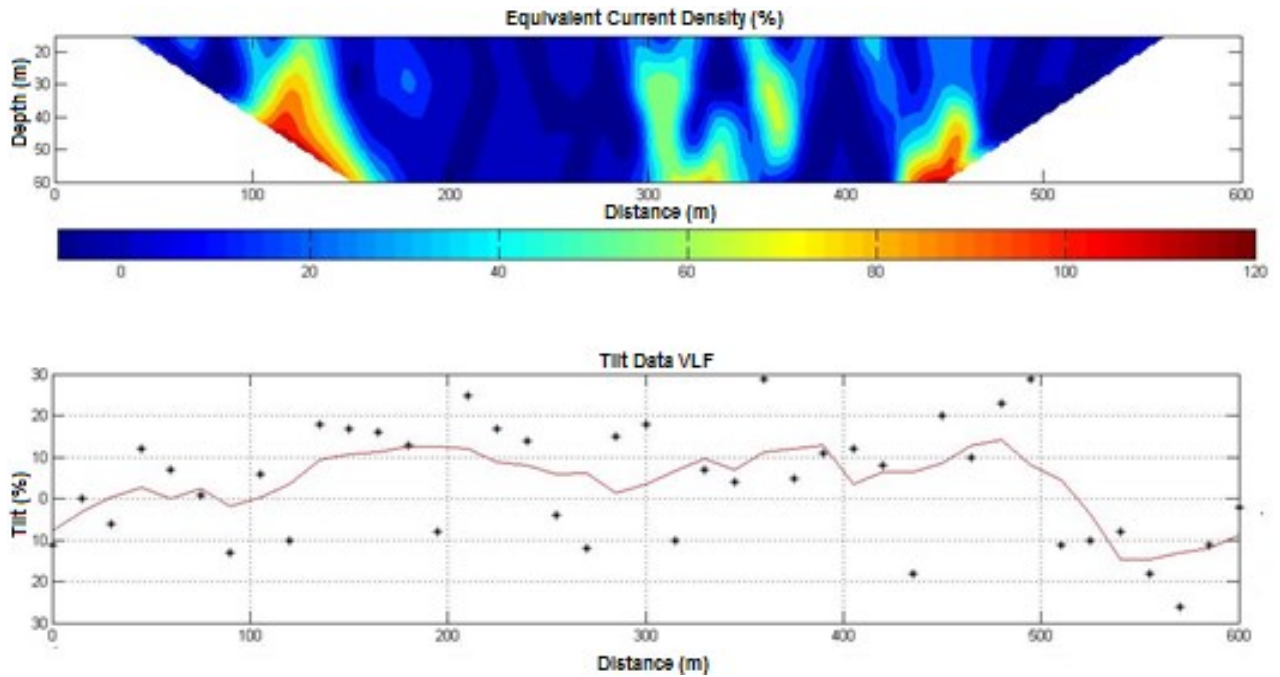 Equivalent Current Density (%)
Depth (m)
20
30
40
50
60
0 100 200 300 400 500 600
Distance (m)
0 20 40 60 80 100 120
Tilt Data VLF
Tilt (%)
30
20
10
0
10
20
30
0 100 200 300 400 500 600
Distance (m)